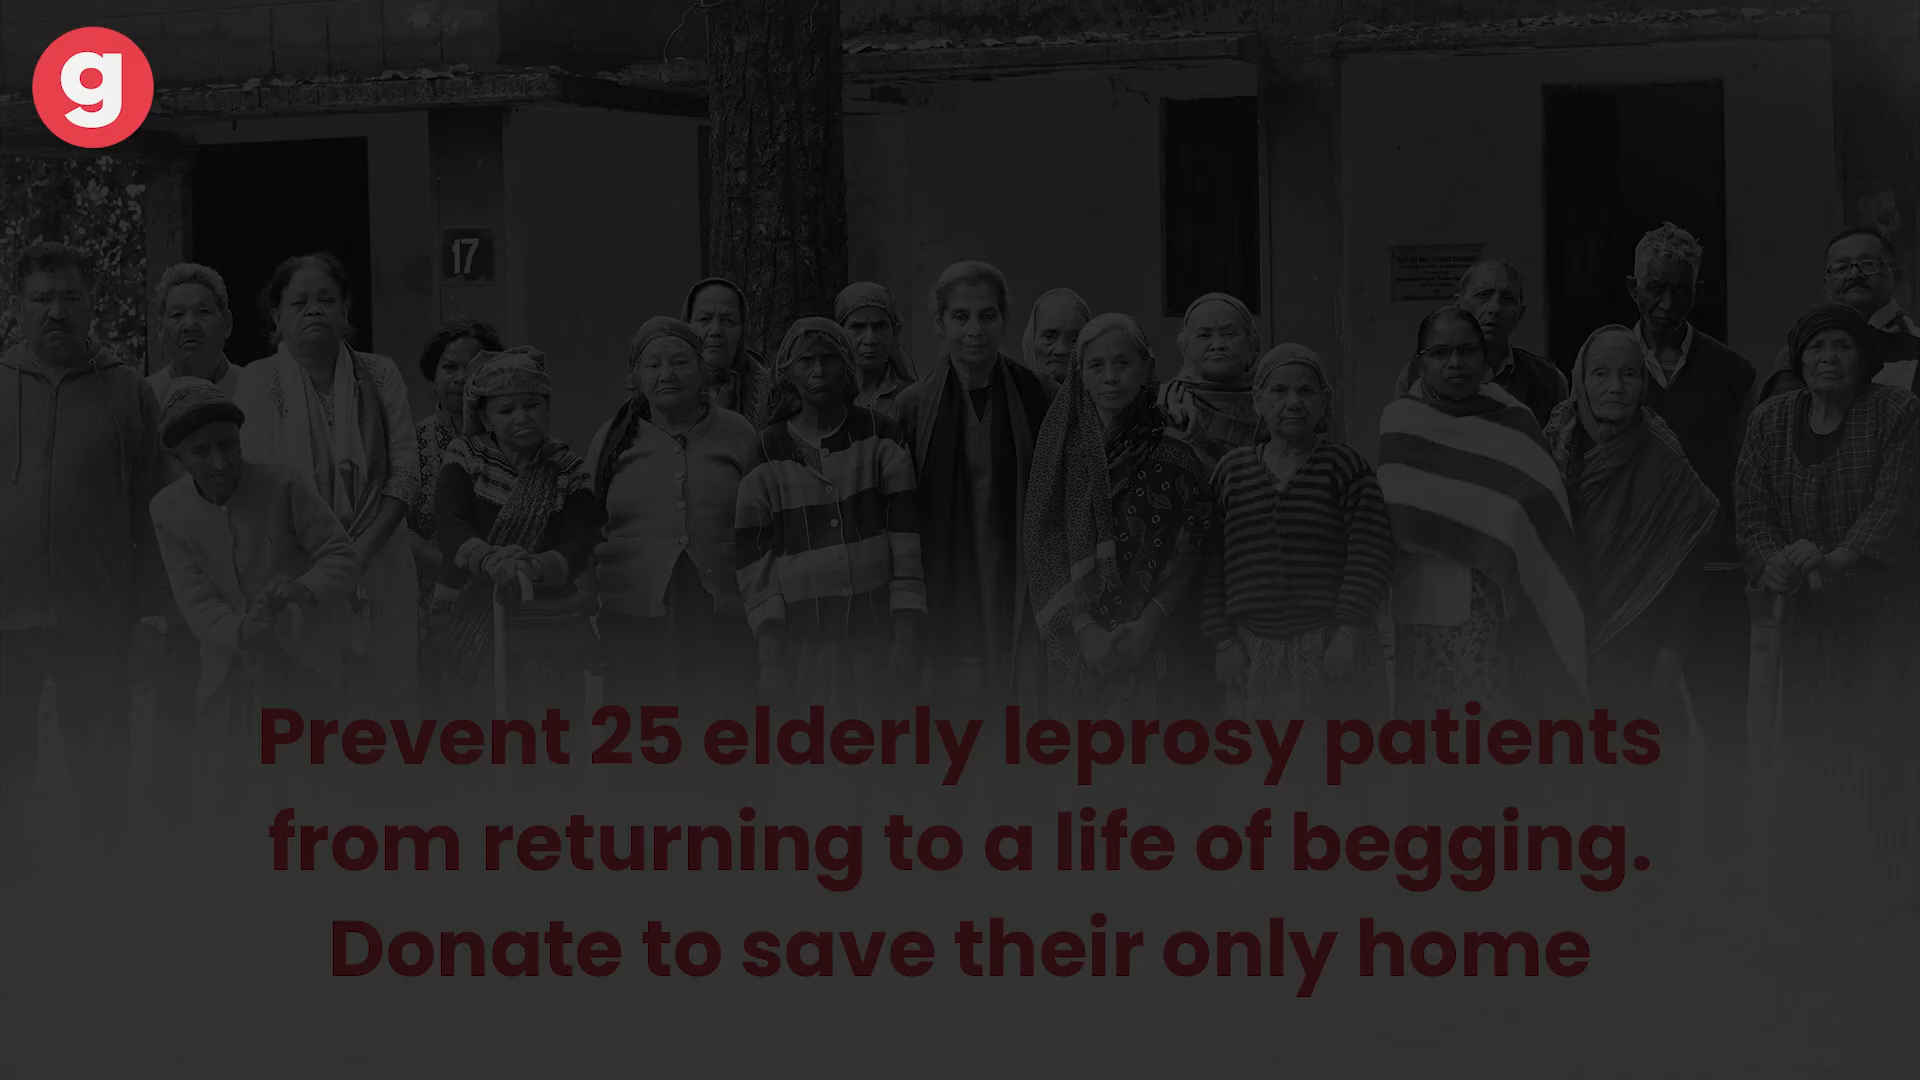 g
17
Prevent 25 elderly leprosy patients
from returning to a life of begging.
Donate to save their only home